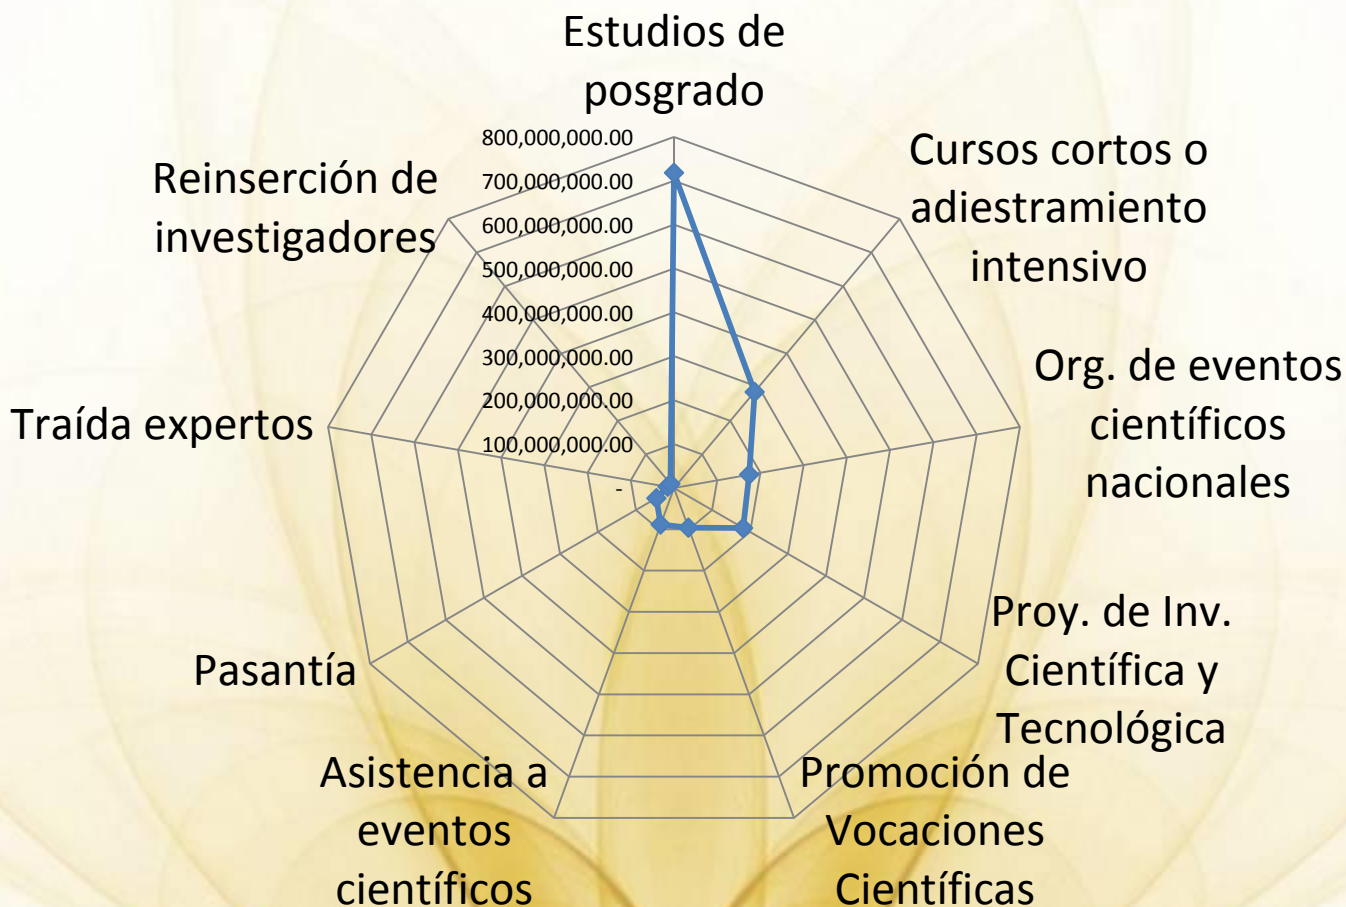 Estudios de
posgrado
800,000,000.00
700,000,000.00
600,000,000.00
500,000,000.00
400,000,000.00
300,000,000.00
200,000,000.00
100,000,000.00
-
Cursos cortos o
adiestramiento
intensivo
Org. de eventos
científicos
nacionales
Proy. de Inv.
Científica y
Tecnológica
Promoción de
Vocaciones
Científicas
Asistencia a
eventos
científicos
Pasantía
Traída expertos
Reinserción de
investigadores